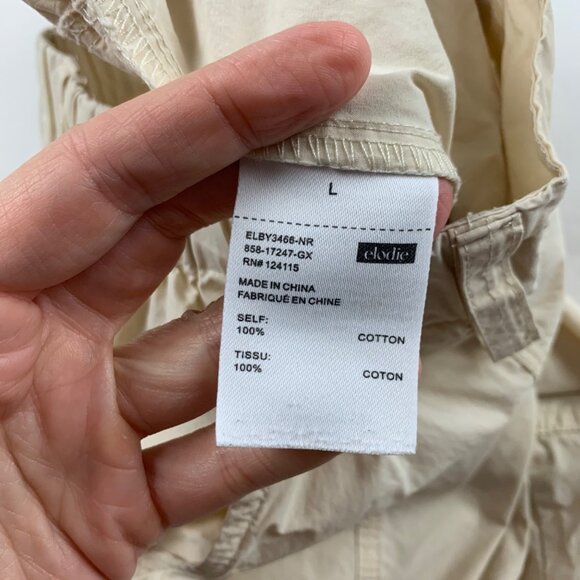 L
ELBY3466-NR
858-17247-GX
RN# 124115
elodie
MADE IN CHINA
FABRIQUÉ EN CHINE
SELF:
100% COTTON
TISSU:
100% COTON